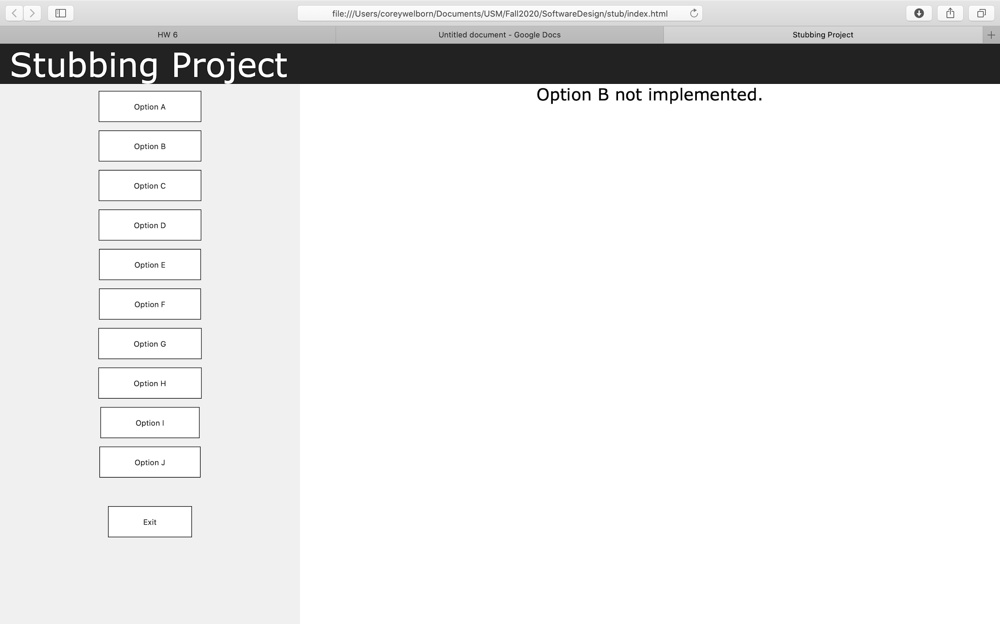 file:///Users/coreywelborn/Documents/USM/Fall2020/SoftwareDesign/stub/index.html
HW 6
Untitled document - Google Docs
Stubbing Project
Stubbing Project
Option A
Option B
Option C
Option D
Option E
Option F
Option G
Option H
Option I
Option J
Exit
Option B not implemented.